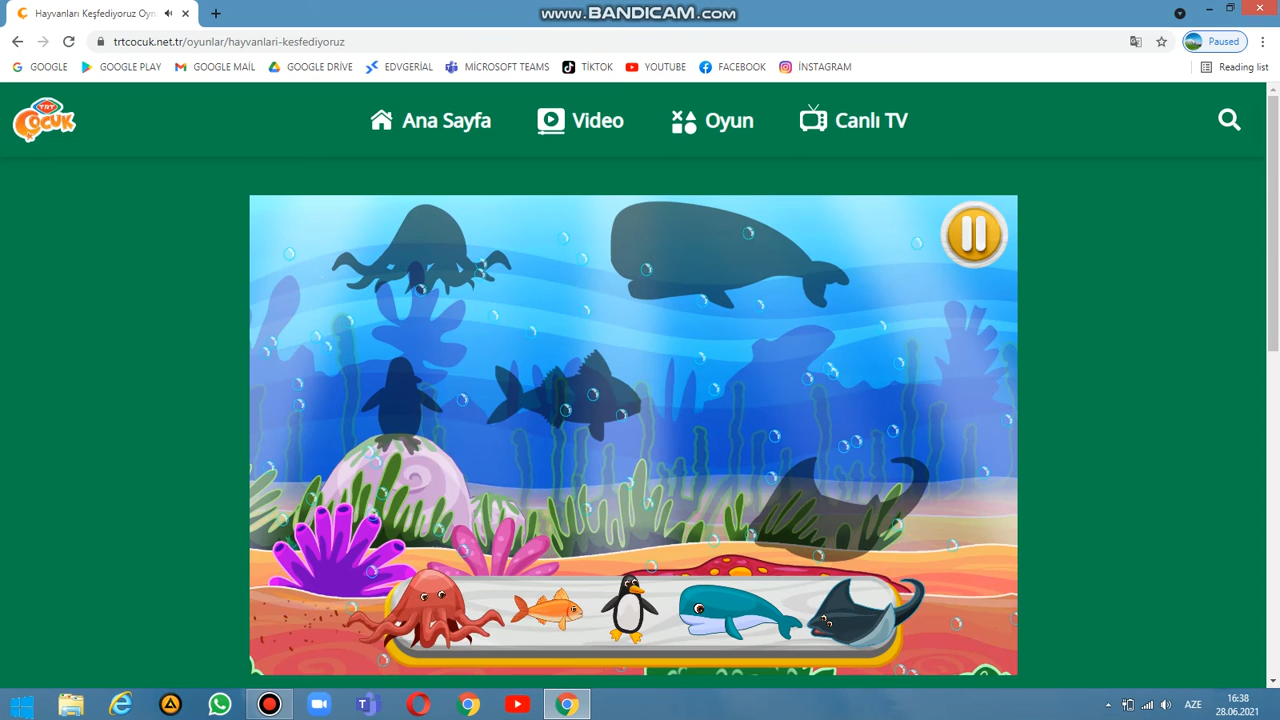 Hayvanları Keşfediyoruz Oyn
www.BANDICAM.com
trtcocuk.net.tr/oyunlar/hayvanlari-kesfediyoruz
Paused
GOOGLE
GOOGLE PLAY
GOOGLE MAİL
GOOGLE DRİVE
EDVGERİAL
MİCROSOFT TEAMS
TİKTOK
YOUTUBE
FACEBOOK
İNSTAGRAM
Reading list
TRT
ÇOCUK
Ana Sayfa
Video
Oyun
Canlı TV
AZE
16:38
28.06.2021